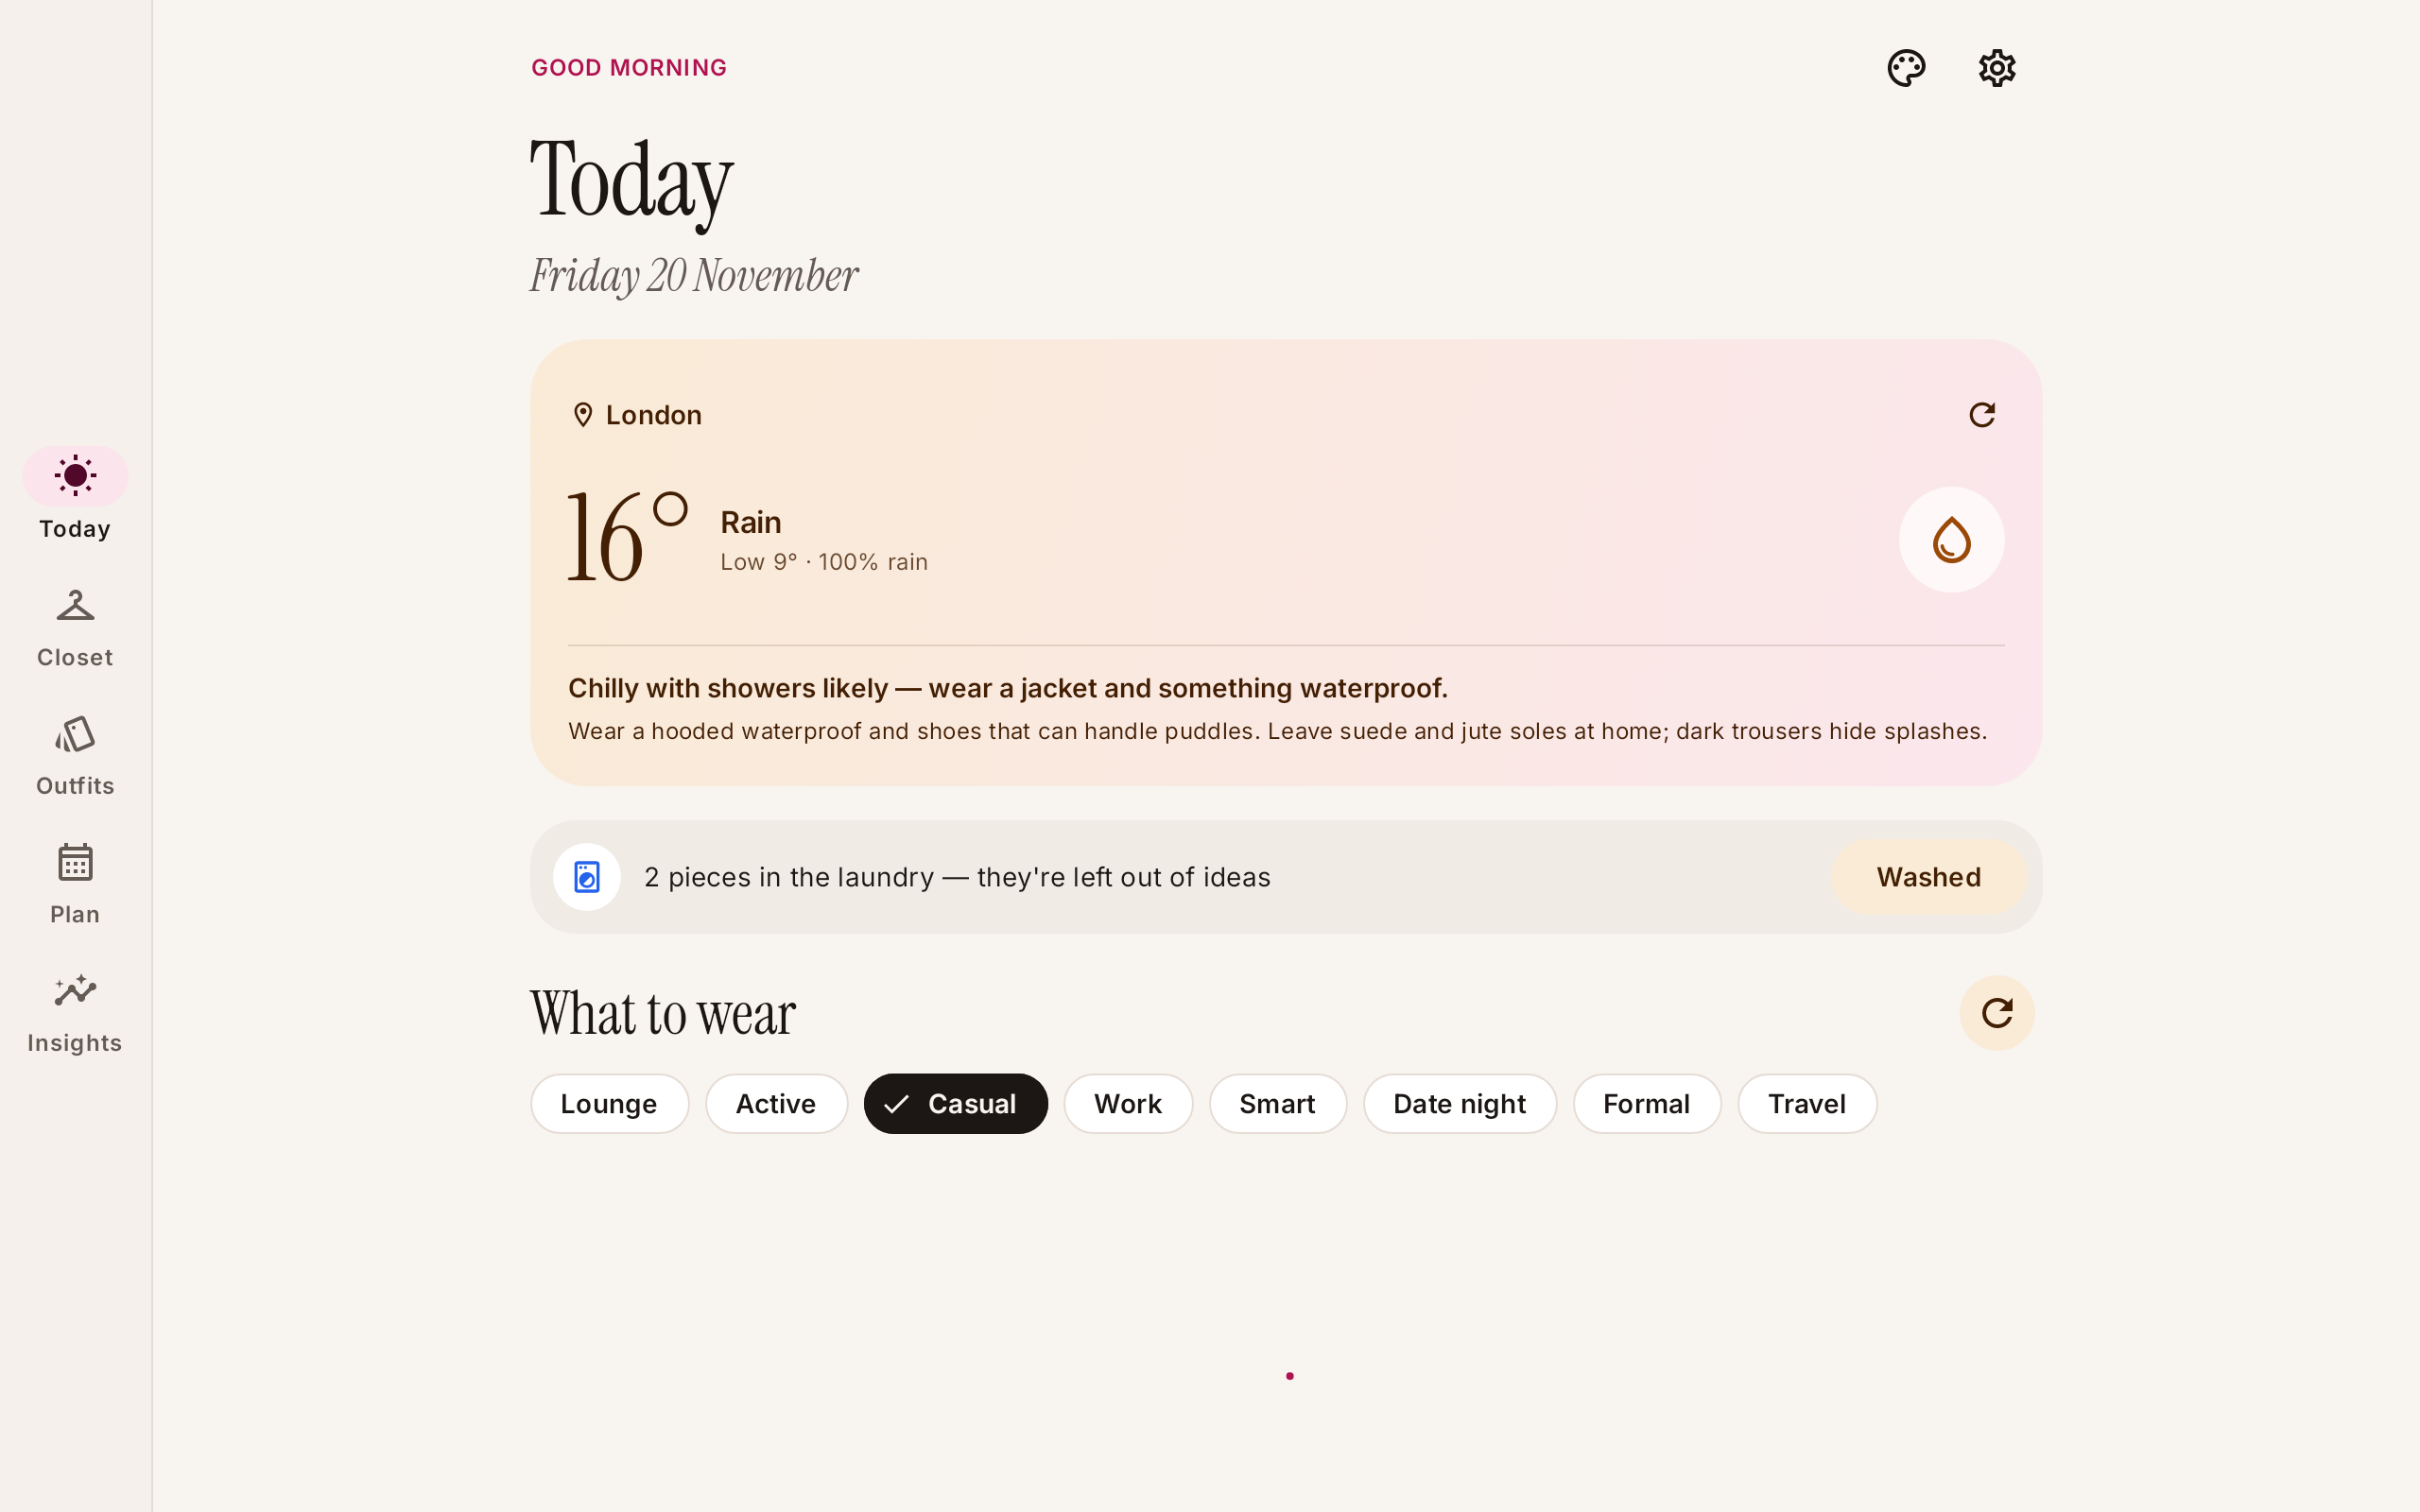 GOOD MORNING
Today
Friday 20 November
London
16°
Rain
Low 9° · 100% rain
Chilly with showers likely — wear a jacket and something waterproof.
Wear a hooded waterproof and shoes that can handle puddles. Leave suede and jute soles at home; dark trousers hide splashes.
2 pieces in the laundry — they're left out of ideas
Washed
What to wear
Lounge
Active
Casual
Work
Smart
Date night
Formal
Travel
Today
Closet
Outfits
Plan
Insights